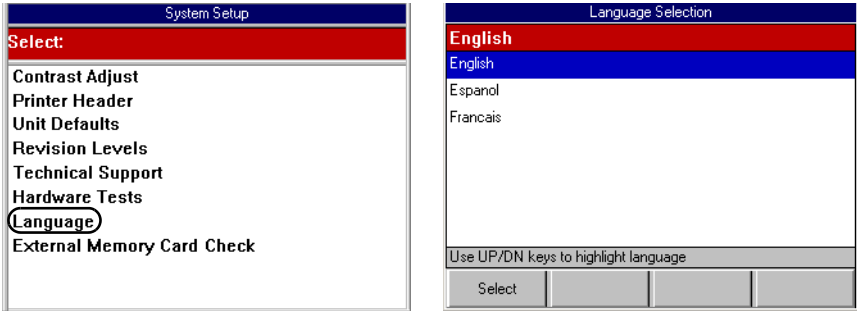 System Setup
Select:
Contrast Adjust
Printer Header
Unit Defaults
Revision Levels
Technical Support
Hardware Tests
Language
External Memory Card Check
Language Selection
English
English
Espanol
Francais
Use UP/DN keys to highlight language
Select